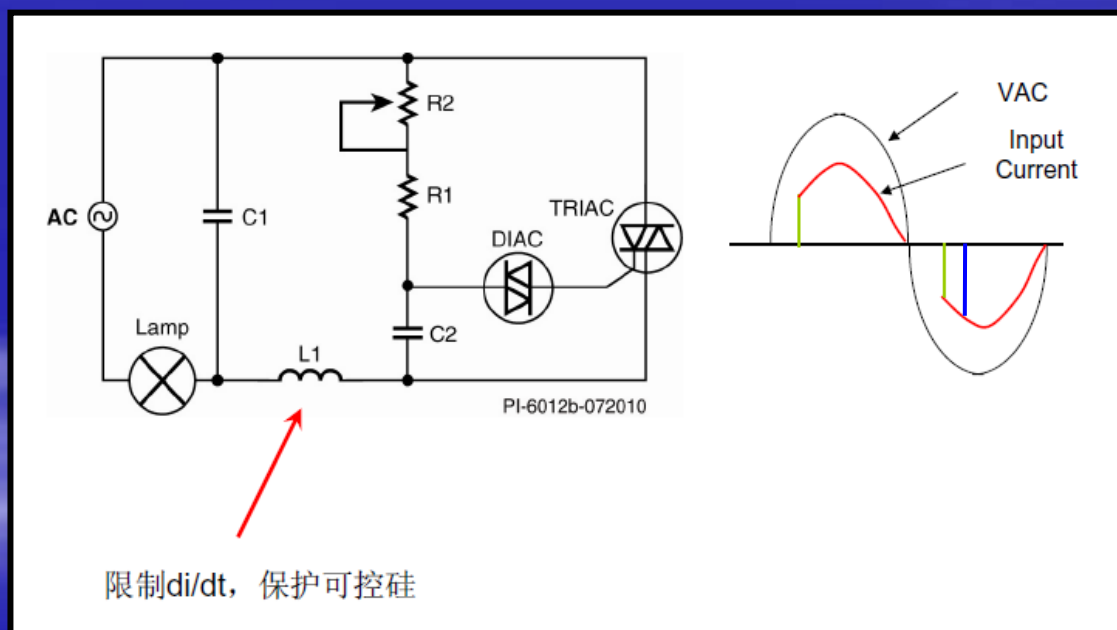 R2
VAC
Input
Current
R1
AC
C1
TRIAC
DIAC
C2
Lamp
L1
PI-6012b-072010
限制di/dt，保护可控硅